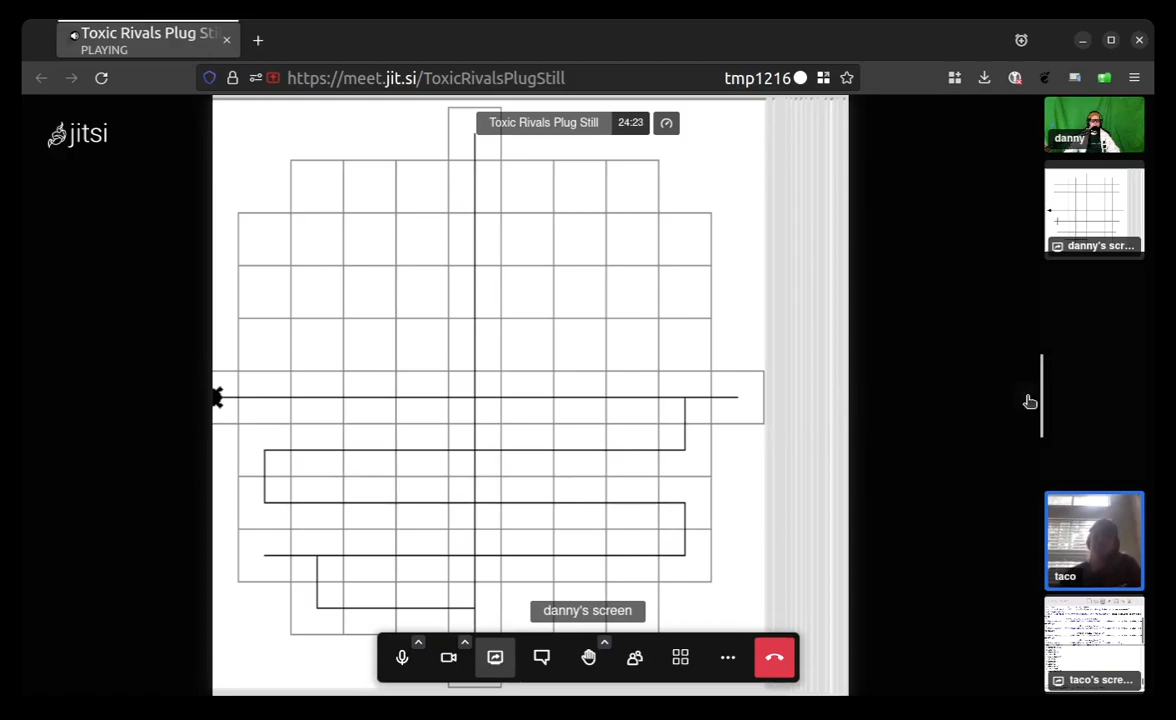 Toxic Rivals Plug Sti
PLAYING
https://meet.jit.si/ToxicRivalsPlugStill
tmp1216
jitsi
Toxic Rivals Plug Still 24:23
danny
danny's scr...
danny's screen
taco
taco's scre...